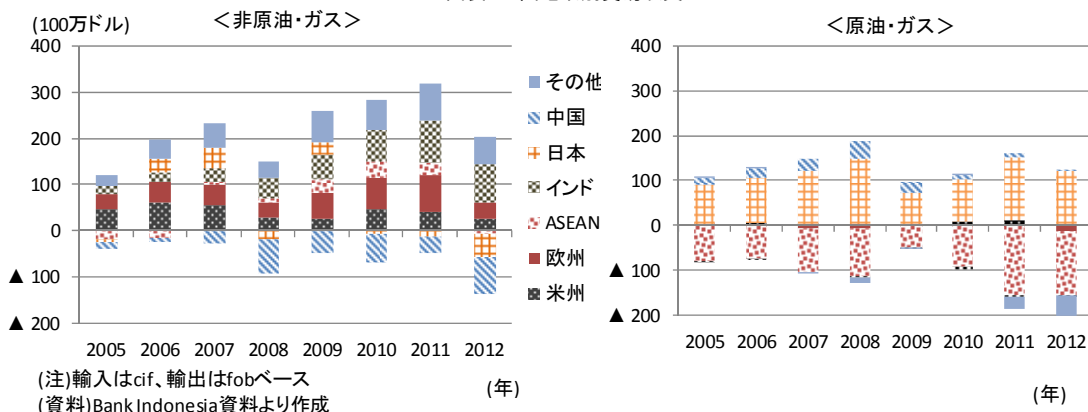 (100万ドル)
＜非原油・ガス＞
400
300
200
100
0
▲ 100
▲ 200
2005 2006 2007 2008 2009 2010 2011 2012
(年)
その他
中国
日本
インド
ASEAN
欧州
米州
＜原油・ガス＞
400
300
200
100
0
▲ 100
▲ 200
2005 2006 2007 2008 2009 2010 2011 2012
(年)
(注)輸入はcif、輸出はfobベース
(資料)Bank Indonesia資料より作成